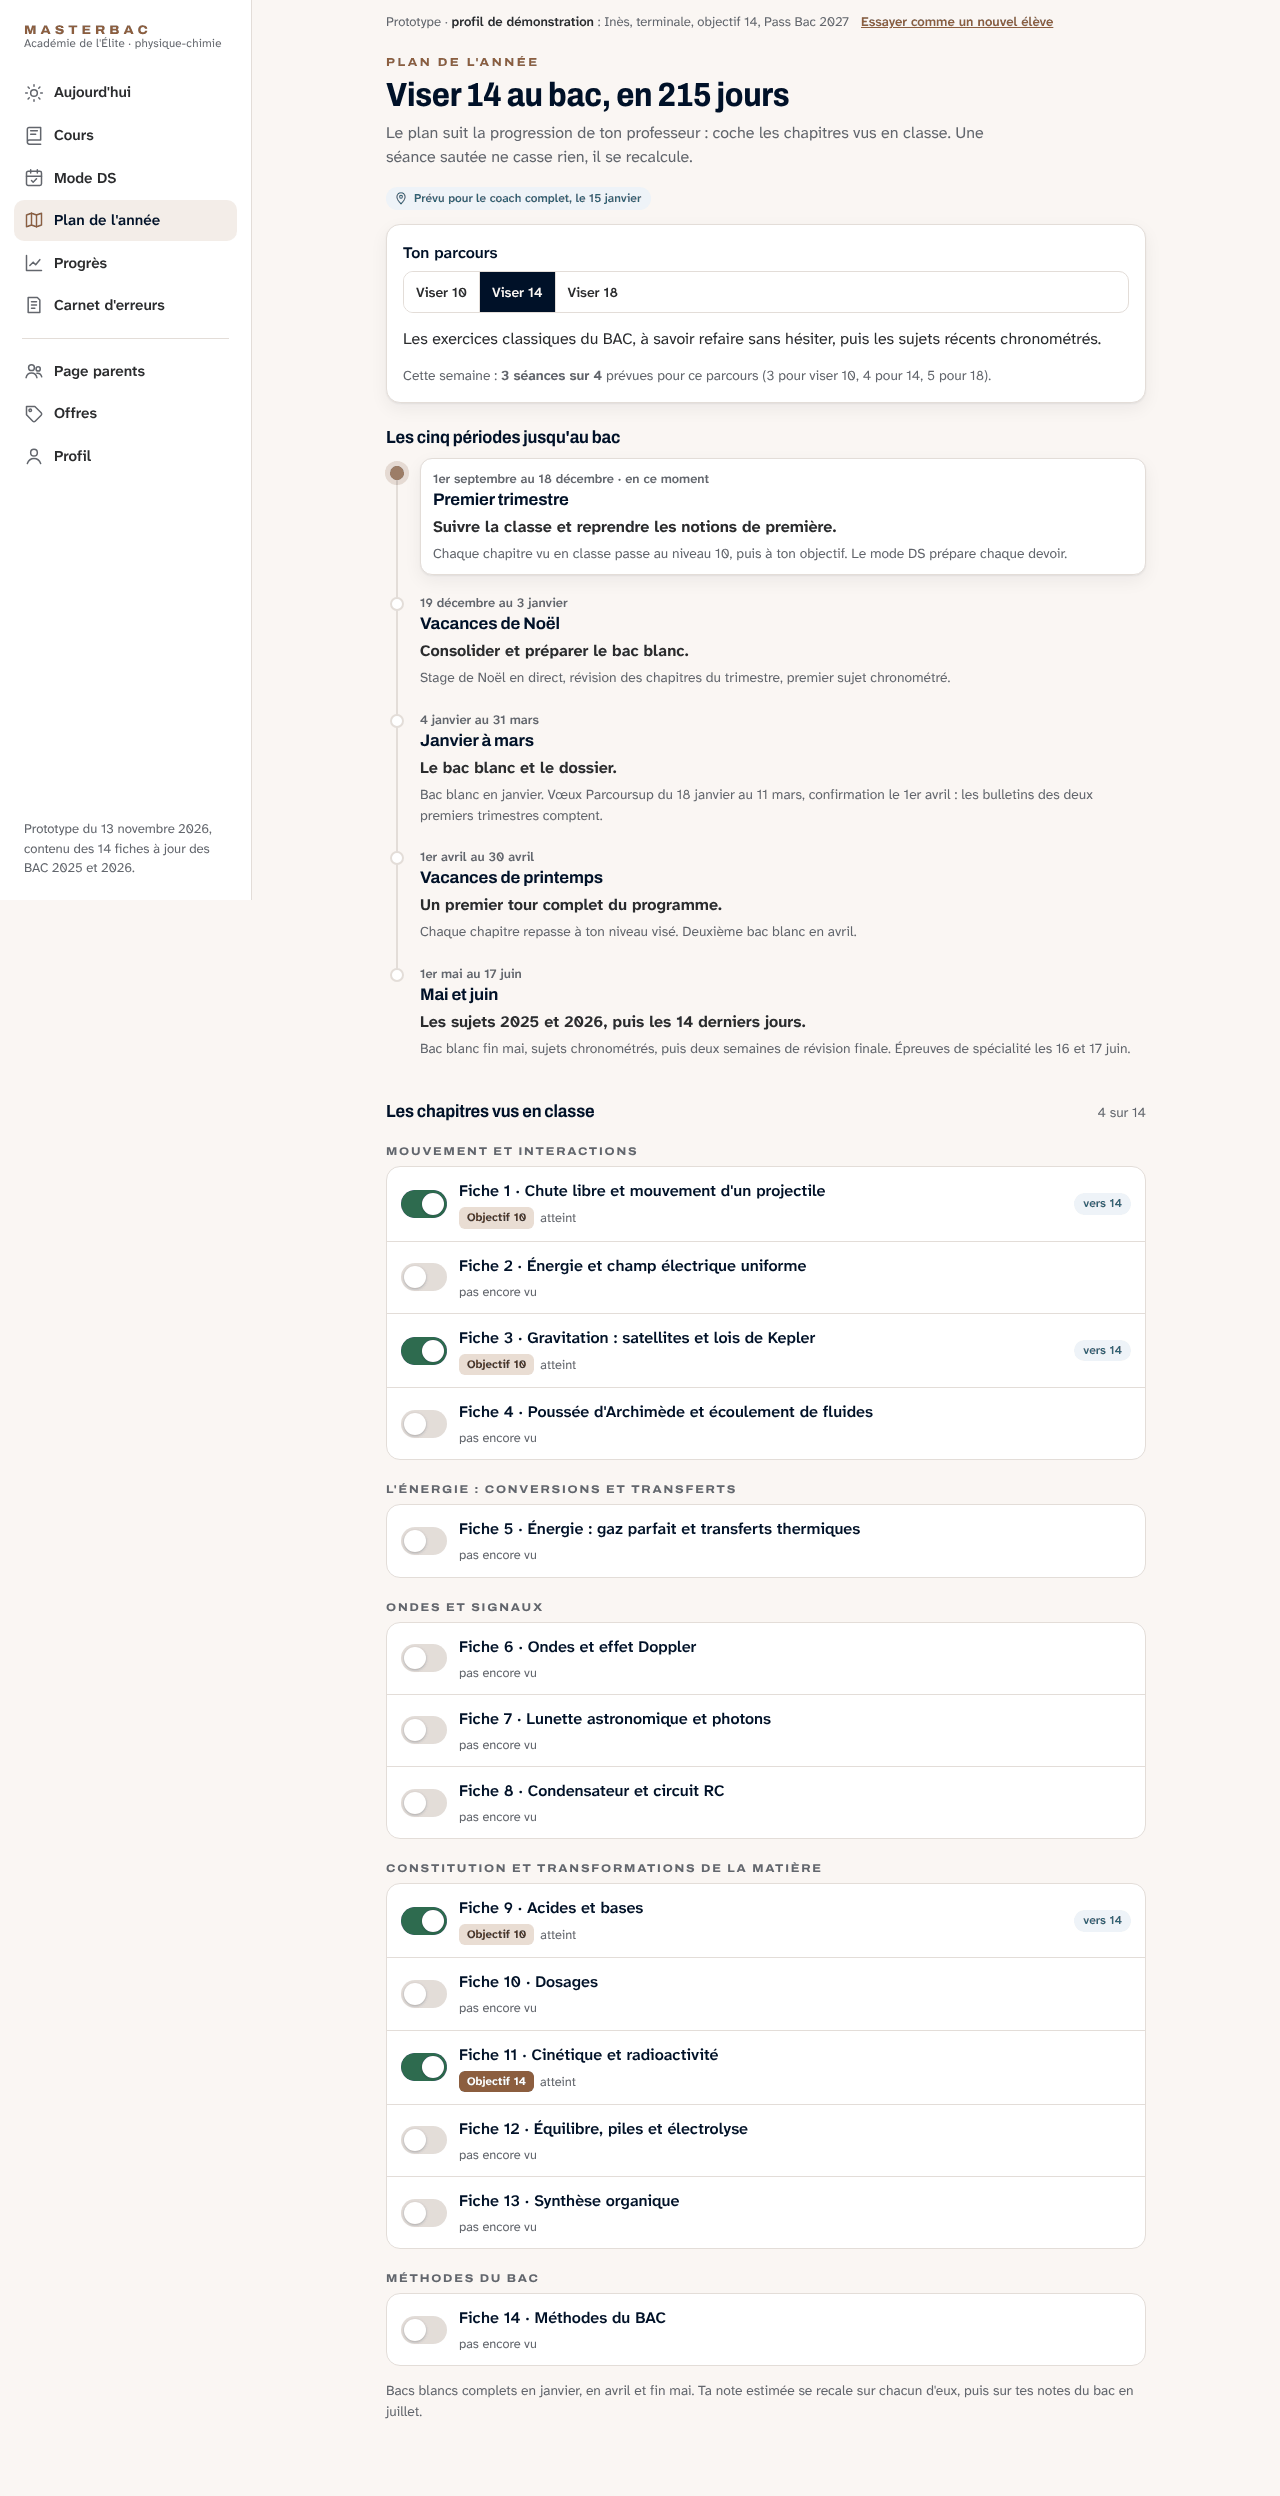 MASTERBAC
Académie de l'Élite · physique-chimie
Aujourd'hui
Cours
Mode DS
Plan de l'année
Progrès
Carnet d'erreurs
Page parents
Offres
Profil
Prototype du 13 novembre 2026,
contenu des 14 fiches à jour des
BAC 2025 et 2026.
Prototype · profil de démonstration : Inès, terminale, objectif 14, Pass Bac 2027 Essayer comme un nouvel élève
PLAN DE L'ANNÉE
Viser 14 au bac, en 215 jours
Le plan suit la progression de ton professeur : coche les chapitres vus en classe. Une
séance sautée ne casse rien, il se recalcule.
Prévu pour le coach complet, le 15 janvier
Ton parcours
Viser 10 Viser 14 Viser 18
Les exercices classiques du BAC, à savoir refaire sans hésiter, puis les sujets récents chronométrés.
Cette semaine : 3 séances sur 4 prévues pour ce parcours (3 pour viser 10, 4 pour 14, 5 pour 18).
Les cinq périodes jusqu'au bac
1er septembre au 18 décembre · en ce moment
Premier trimestre
Suivre la classe et reprendre les notions de première.
Chaque chapitre vu en classe passe au niveau 10, puis à ton objectif. Le mode DS prépare chaque devoir.
19 décembre au 3 janvier
Vacances de Noël
Consolider et préparer le bac blanc.
Stage de Noël en direct, révision des chapitres du trimestre, premier sujet chronométré.
4 janvier au 31 mars
Janvier à mars
Le bac blanc et le dossier.
Bac blanc en janvier. Vœux Parcoursup du 18 janvier au 11 mars, confirmation le 1er avril : les bulletins des deux
premiers trimestres comptent.
1er avril au 30 avril
Vacances de printemps
Un premier tour complet du programme.
Chaque chapitre repasse à ton niveau visé. Deuxième bac blanc en avril.
1er mai au 17 juin
Mai et juin
Les sujets 2025 et 2026, puis les 14 derniers jours.
Bac blanc fin mai, sujets chronométrés, puis deux semaines de révision finale. Épreuves de spécialité les 16 et 17 juin.
Les chapitres vus en classe 4 sur 14
MOUVEMENT ET INTERACTIONS
Fiche 1 · Chute libre et mouvement d'un projectile
Objectif 10 atteint
vers 14
Fiche 2 · Énergie et champ électrique uniforme
pas encore vu
Fiche 3 · Gravitation : satellites et lois de Kepler
Objectif 10 atteint
vers 14
Fiche 4 · Poussée d'Archimède et écoulement de fluides
pas encore vu
L'ÉNERGIE : CONVERSIONS ET TRANSFERTS
Fiche 5 · Énergie : gaz parfait et transferts thermiques
pas encore vu
ONDES ET SIGNAUX
Fiche 6 · Ondes et effet Doppler
pas encore vu
Fiche 7 · Lunette astronomique et photons
pas encore vu
Fiche 8 · Condensateur et circuit RC
pas encore vu
CONSTITUTION ET TRANSFORMATIONS DE LA MATIÈRE
Fiche 9 · Acides et bases
Objectif 10 atteint
vers 14
Fiche 10 · Dosages
pas encore vu
Fiche 11 · Cinétique et radioactivité
Objectif 14 atteint
Fiche 12 · Équilibre, piles et électrolyse
pas encore vu
Fiche 13 · Synthèse organique
pas encore vu
MÉTHODES DU BAC
Fiche 14 · Méthodes du BAC
pas encore vu
Bacs blancs complets en janvier, en avril et fin mai. Ta note estimée se recale sur chacun d'eux, puis sur tes notes du bac en
juillet.